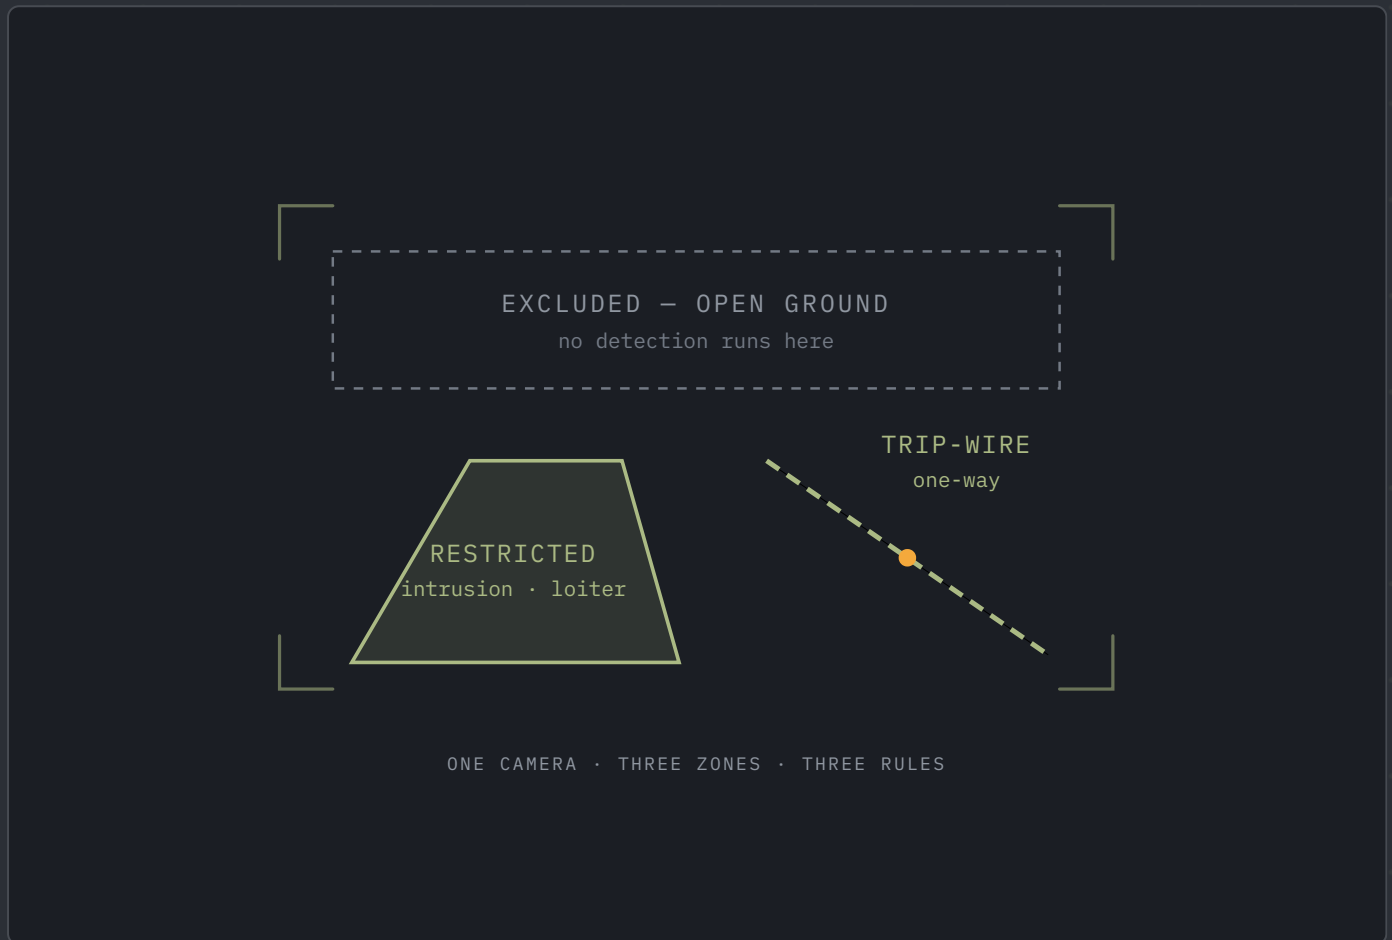 EXCLUDED — OPEN GROUND
no detection runs here
TRIP-WIRE
one-way
RESTRICTED
intrusion · loiter
ONE CAMERA · THREE ZONES · THREE RULES